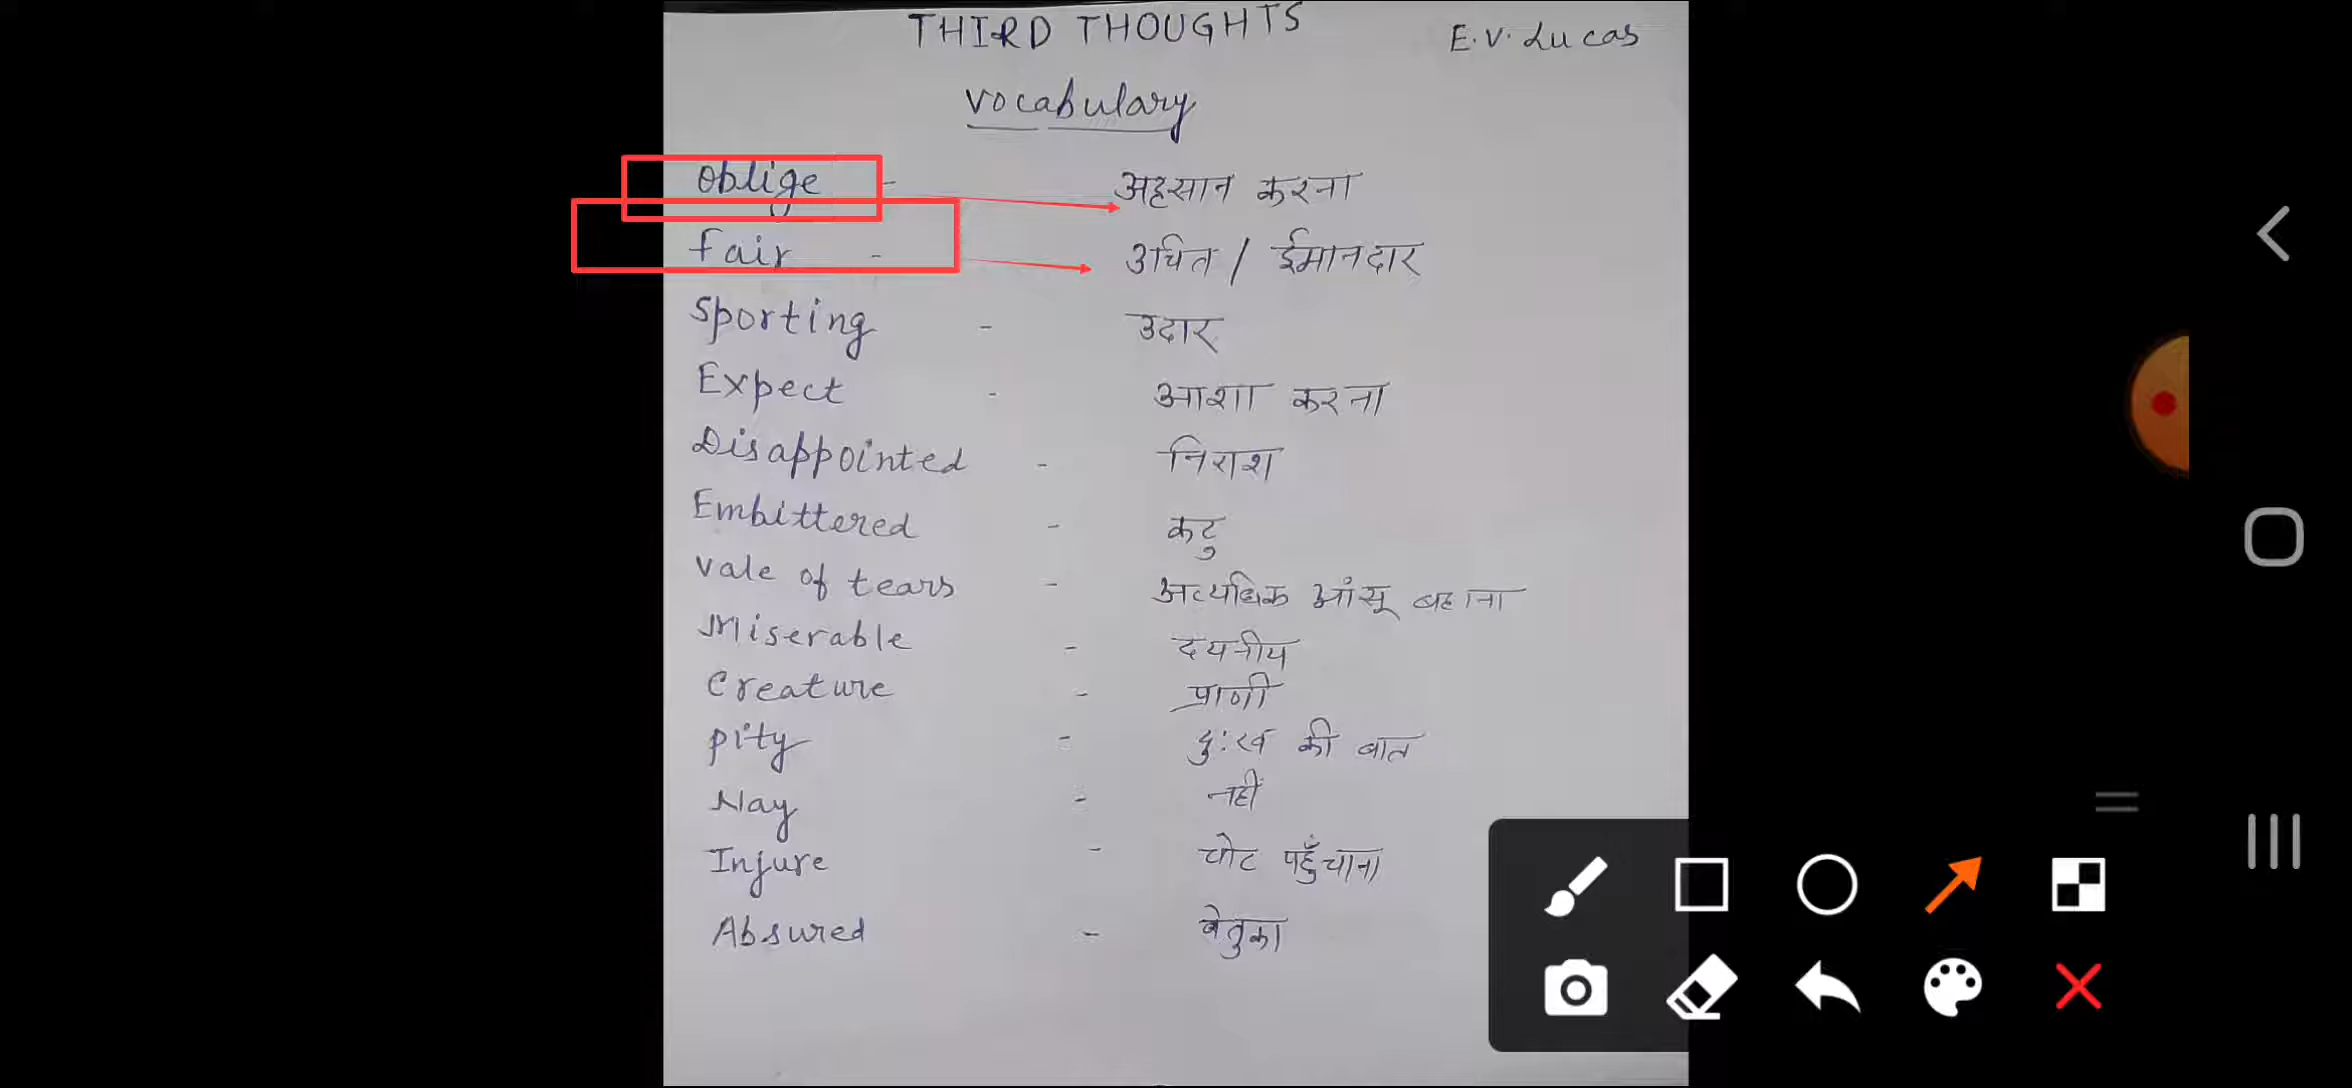 THIRD THOUGHTS E.V. Lucas
Vocabulary
Oblige - अहसान करना
Fair - उचित / ईमानदार
Sporting - उदार
Expect - आशा करना
Disappointed - निराश
Embittered - कटु
Vale of tears - अत्यधिक आंसू बहाना
Miserable - दयनीय
Creature - प्राणी
Pity - दु:ख की बात
Nay - नहीं
Injure - चोट पहुँचाना
Absured - बेतुका